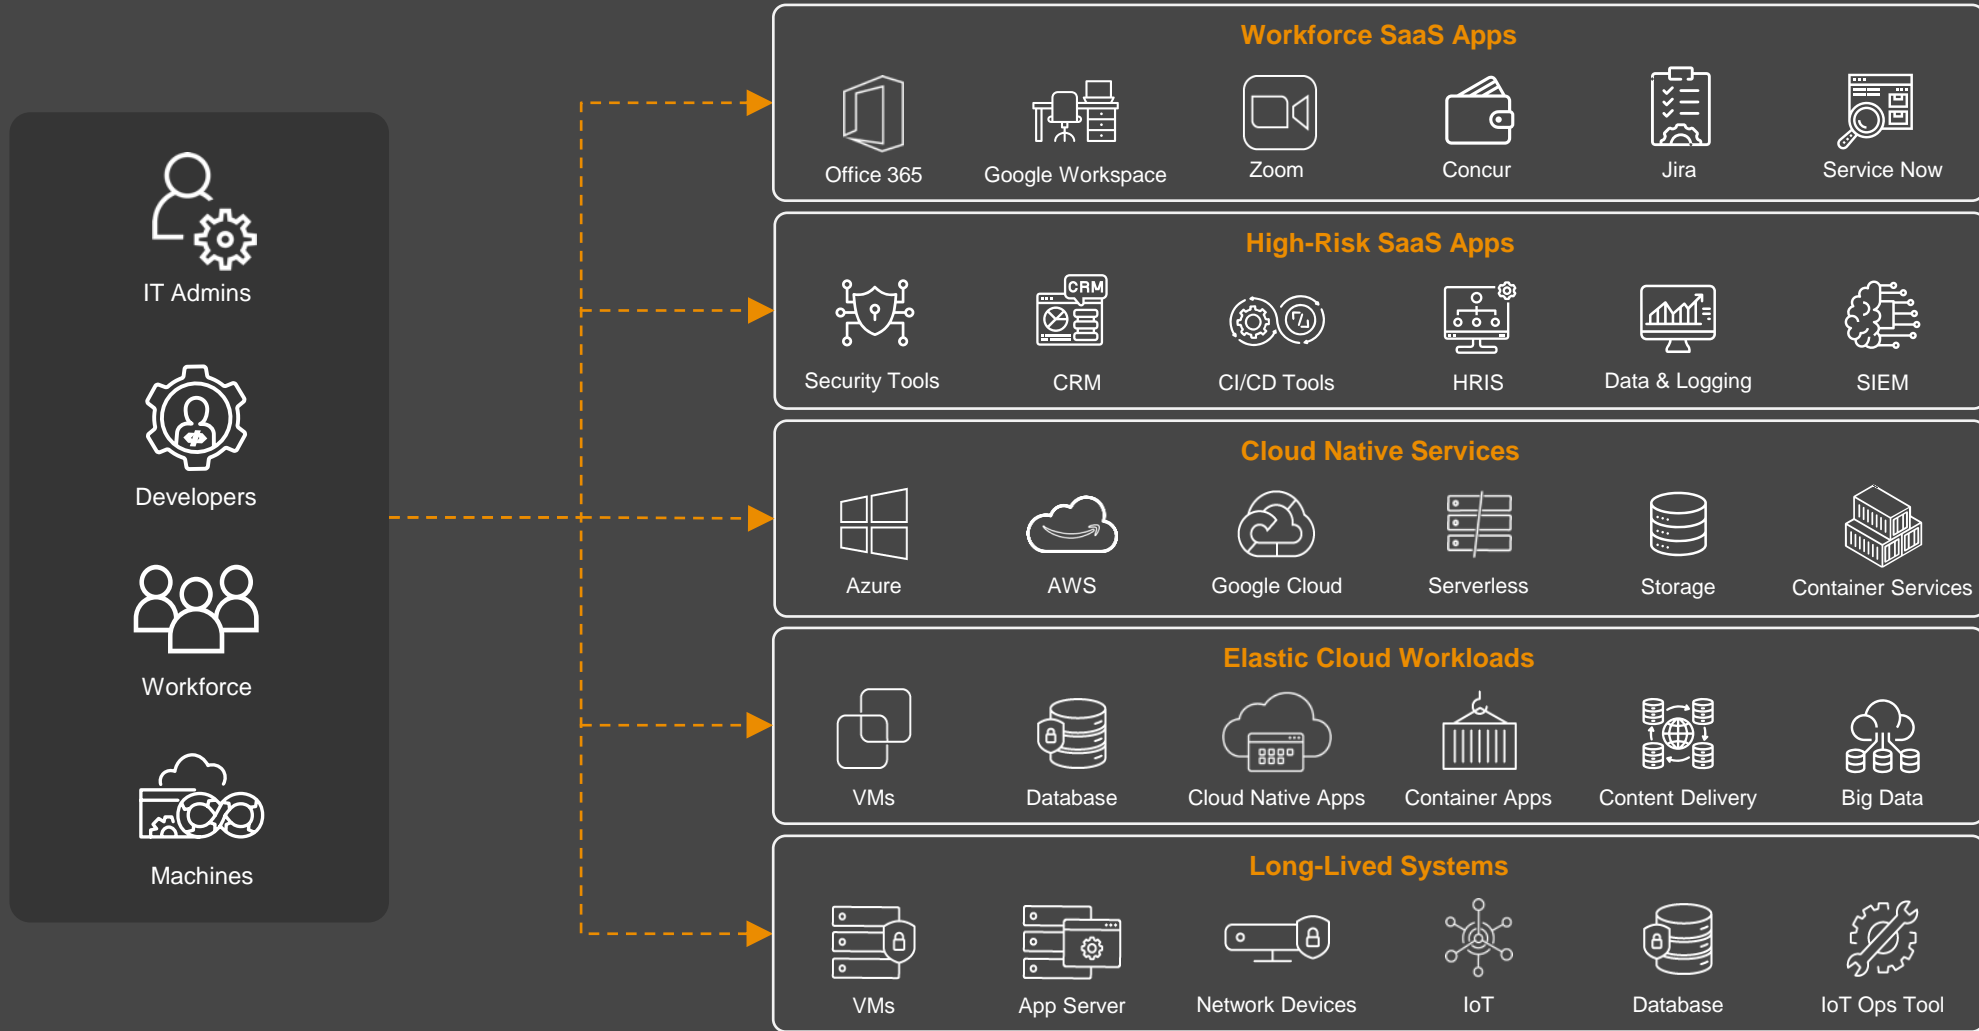 IT Admins
Developers
Workforce
Machines
Workforce SaaS Apps
Office 365
Google Workspace
Zoom
Concur
Jira
Service Now
High-Risk SaaS Apps
CRM
Security Tools
CRM
CI/CD Tools
HRIS
Data & Logging
SIEM
Cloud Native Services
Azure
AWS
Google Cloud
Serverless
Storage
Container Services
Elastic Cloud Workloads
VMs
Database
Cloud Native Apps
Container Apps
Content Delivery
Big Data
Long-Lived Systems
VMs
App Server
Network Devices
IoT
Database
IoT Ops Tool